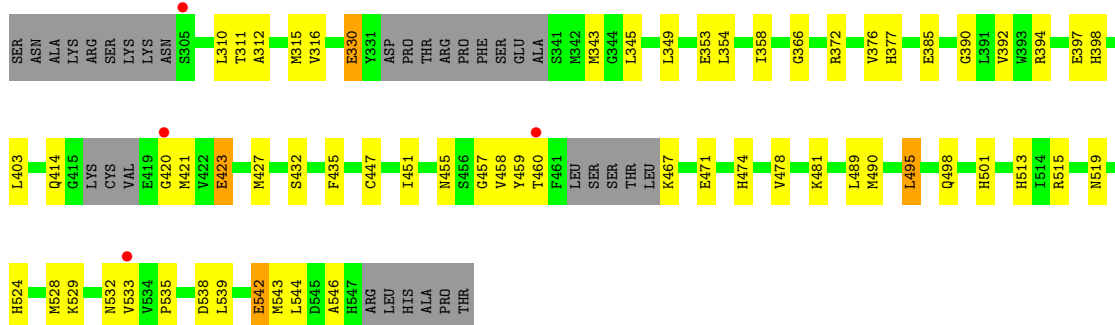 SER ASN ALA LYS ARG SER LYS LYS ASN S305 L310 T311 A312 M315 V316 E330 Y331 ASP PRO THR ARG PRO PHE SER GLU ALA S341 M342 M343 G344 L345 L349 E353 L354 I358 G366 R372 V376 H377 E385 G390 L391 V392 W393 R394 E397 H398
L403 Q414 G415 LYS CYS VAL E419 G420 M421 V422 E423 M427 S432 F435 C447 I451 N455 S456 G457 V458 Y459 T460 F461 LEU SER SER THR LEU K467 E471 H474 V478 K481 L489 M490 L495 Q498 H501 H513 I514 R515 N519
H524 M528 K529 N532 V533 V534 P535 D538 L539 E542 M543 L544 D545 A546 H547 ARG LEU HIS ALA PRO THR